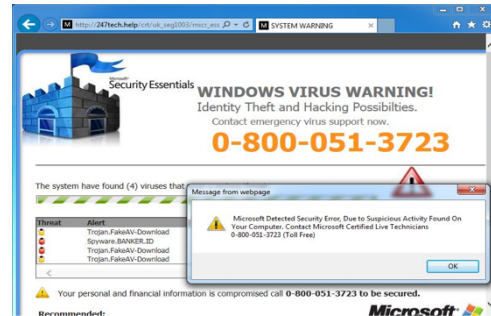 http://247tech.help/crt/uk_seg1003/micr_ess
SYSTEM WARNING
Microsoft
Security Essentials
WINDOWS VIRUS WARNING!
Identity Theft and Hacking Possibilties.
Contact emergency virus support now.
0-800-051-3723
The system have found (4) viruses that
Message from webpage
Microsoft Detected Security Error, Due to Suspicious Activity Found On
Your Computer. Contact Microsoft Certified Live Technicians
0-800-051-3723 (Toll Free)
OK
Threat Alert
Trojan.FakeAV-Download
Spyware.BANKER.ID
Trojan.FakeAV-Download
Trojan.FakeAV-Download
Your personal and financial information is compromised call 0-800-051-3723 to be secured.
Recommended:
Microsoft